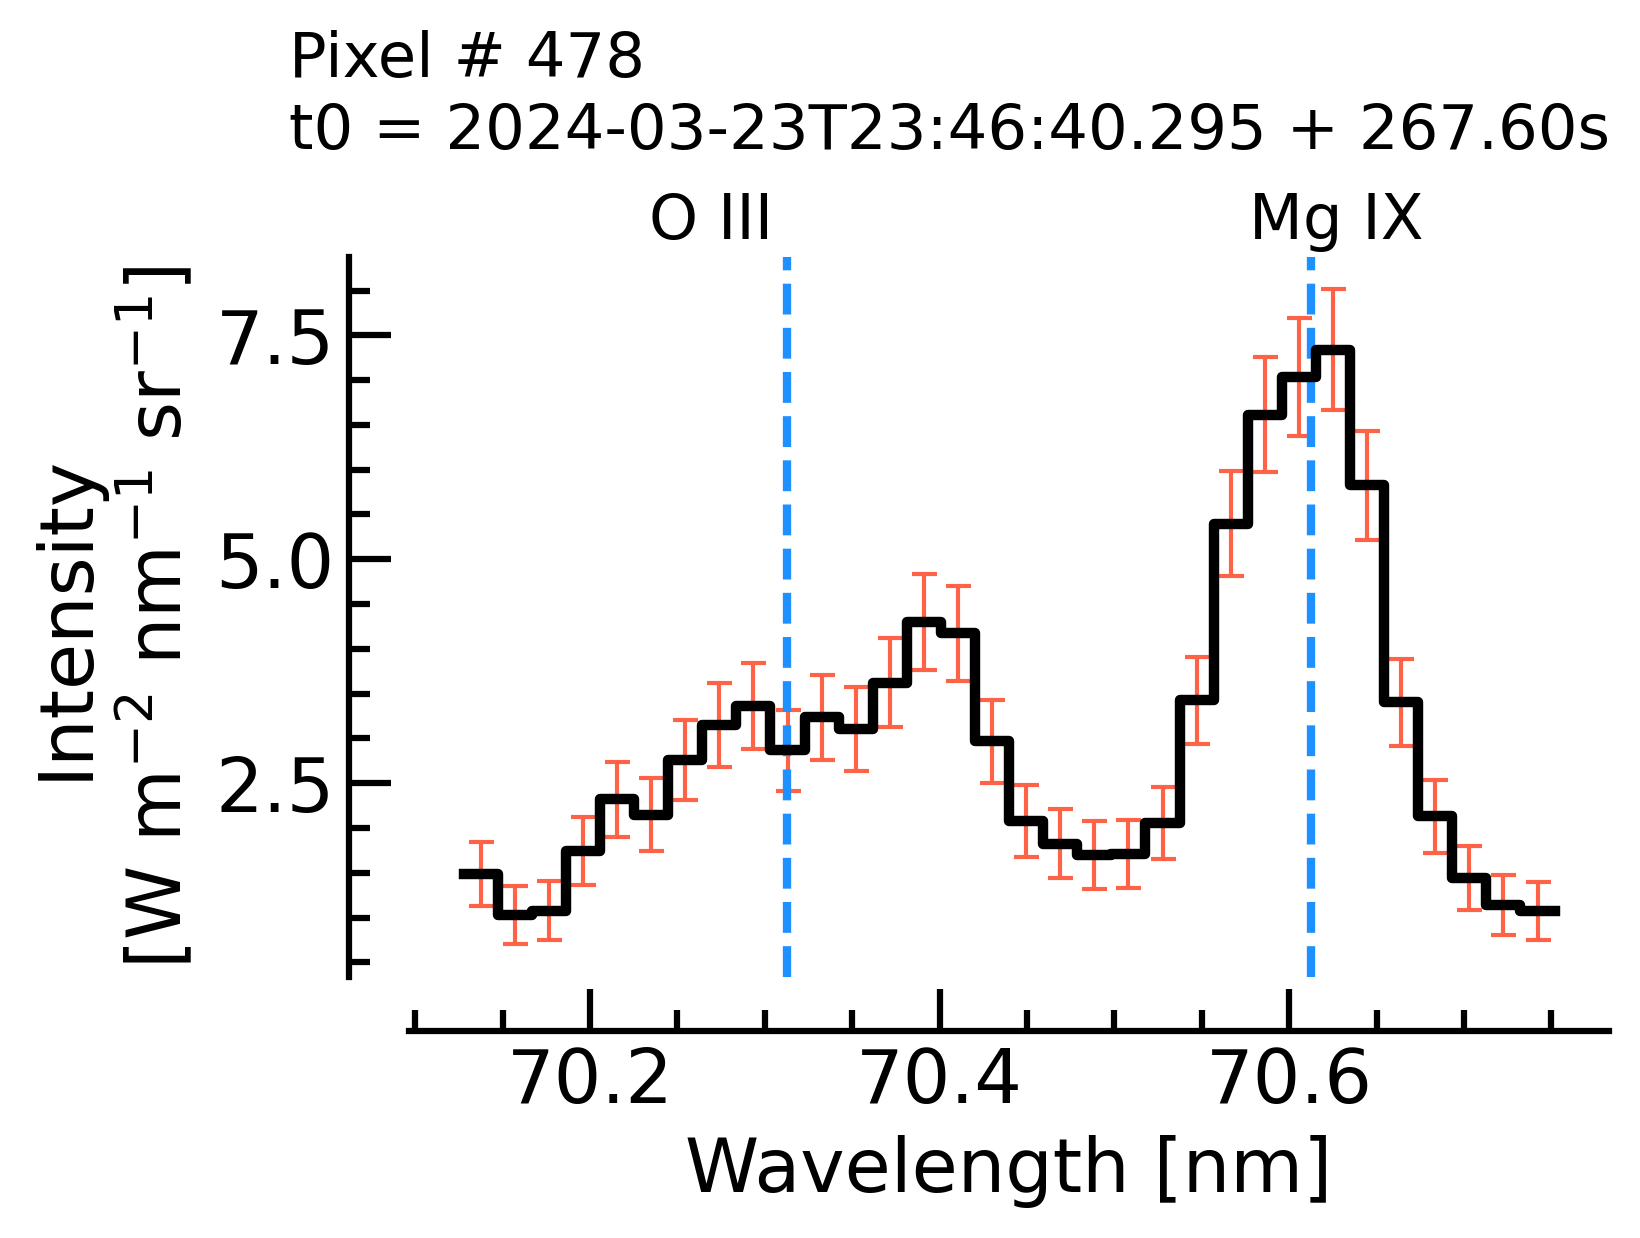 Pixel # 478
t0 = 2024-03-23T23:46:40.295 + 267.60s
O III
Mg IX
Intensity
[W m⁻² nm⁻¹ sr⁻¹]
7.5
5.0
2.5
70.2
70.4
70.6
Wavelength [nm]